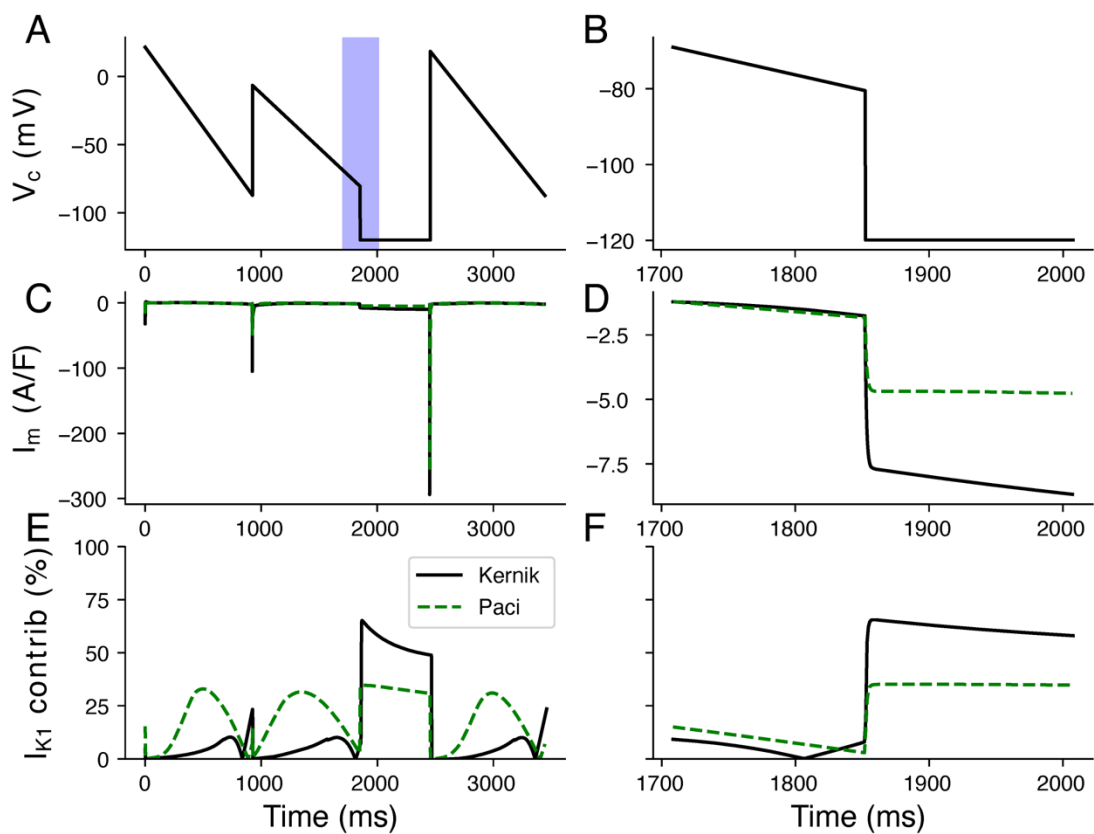 A
B
V_c (mV)
0
−50
−100
−80
−100
−120
0 1000 2000 3000
1700 1800 1900 2000
C
D
I_m (A/F)
0
−100
−200
−300
−2.5
−5.0
−7.5
0 1000 2000 3000
1700 1800 1900 2000
E
F
I_K1 contrib (%)
100
75
50
25
0
Kernik
Paci
0 1000 2000 3000
1700 1800 1900 2000
Time (ms)
Time (ms)